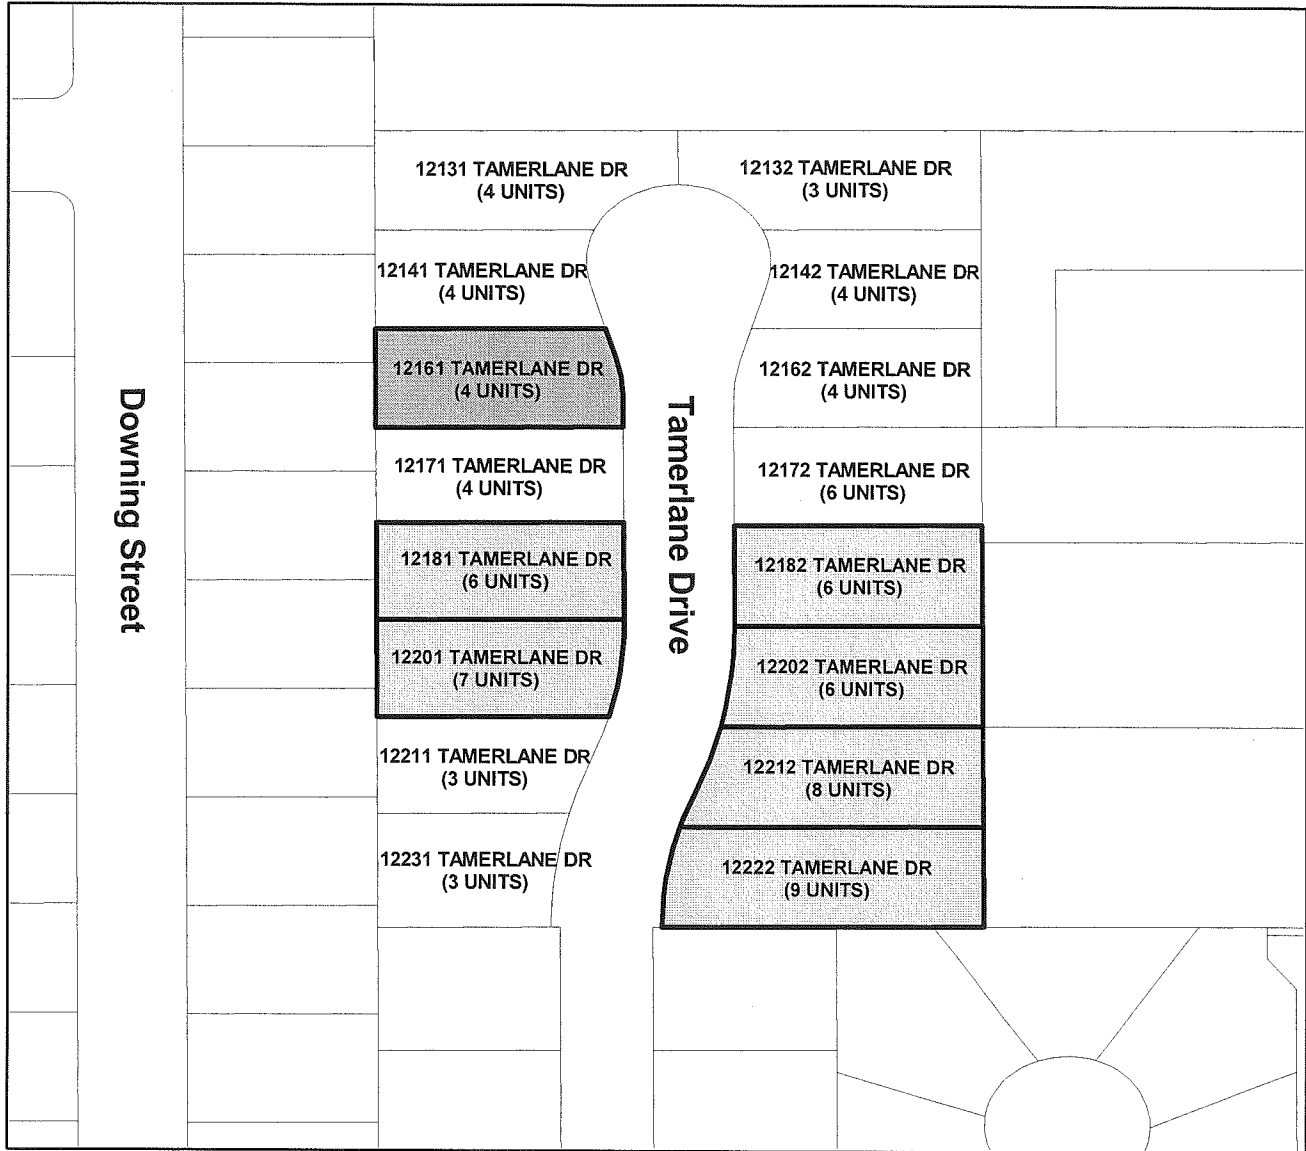 12131 TAMERLANE DR
(4 UNITS)
12132 TAMERLANE DR
(3 UNITS)
12141 TAMERLANE DR
(4 UNITS)
12142 TAMERLANE DR
(4 UNITS)
12161 TAMERLANE DR
(4 UNITS)
12162 TAMERLANE DR
(4 UNITS)
12171 TAMERLANE DR
(4 UNITS)
12172 TAMERLANE DR
(6 UNITS)
12181 TAMERLANE DR
(6 UNITS)
12182 TAMERLANE DR
(6 UNITS)
12201 TAMERLANE DR
(7 UNITS)
12202 TAMERLANE DR
(6 UNITS)
12211 TAMERLANE DR
(3 UNITS)
12212 TAMERLANE DR
(8 UNITS)
12231 TAMERLANE DR
(3 UNITS)
12222 TAMERLANE DR
(9 UNITS)
Downing Street
Tamerlane Drive